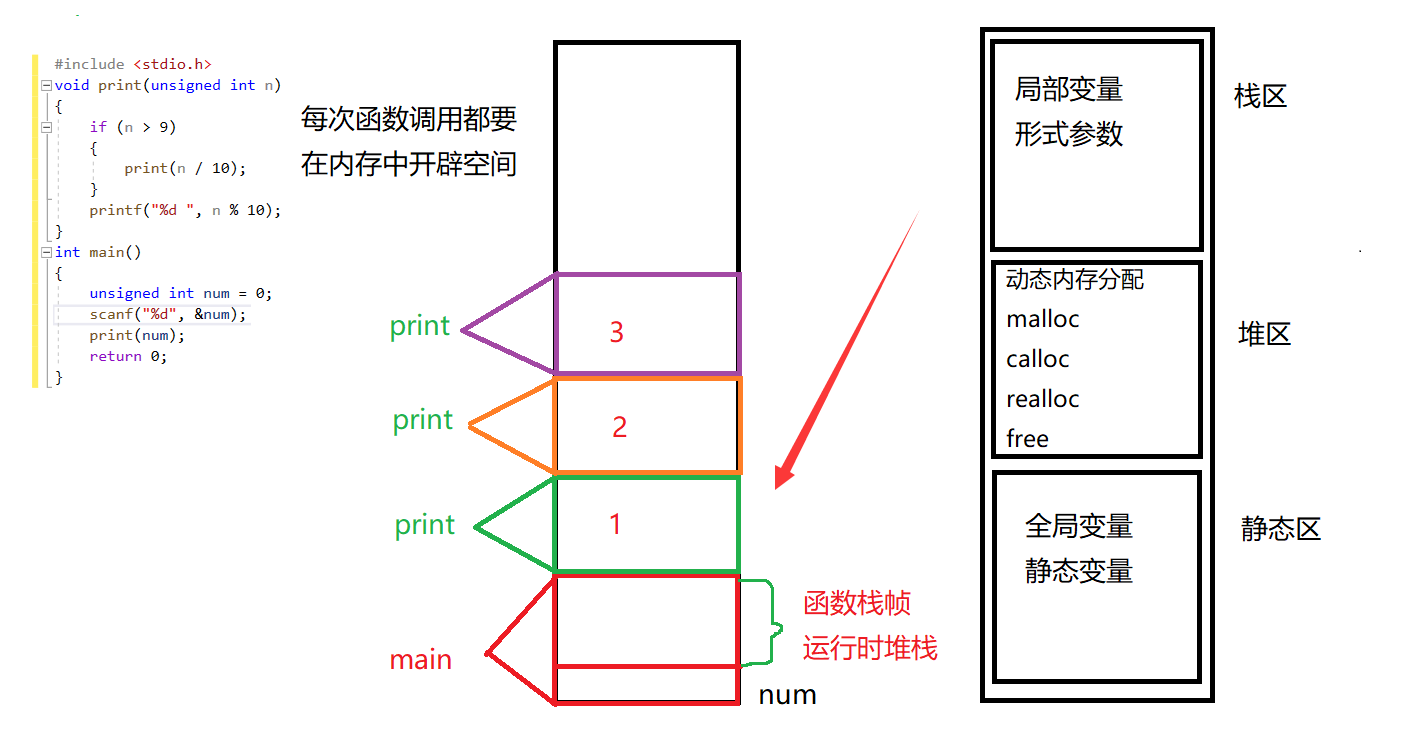 #include <stdio.h>
void print(unsigned int n)
{
    if (n > 9)
    {
        print(n / 10);
    }
    printf("%d ", n % 10);
}
int main()
{
    unsigned int num = 0;
    scanf("%d", &num);
    print(num);
    return 0;
}
每次函数调用都要
在内存中开辟空间
print
3
print
2
print
1
main
函数栈帧
运行时堆栈
num
局部变量
形式参数
栈区
动态内存分配
malloc
calloc
realloc
free
堆区
全局变量
静态变量
静态区